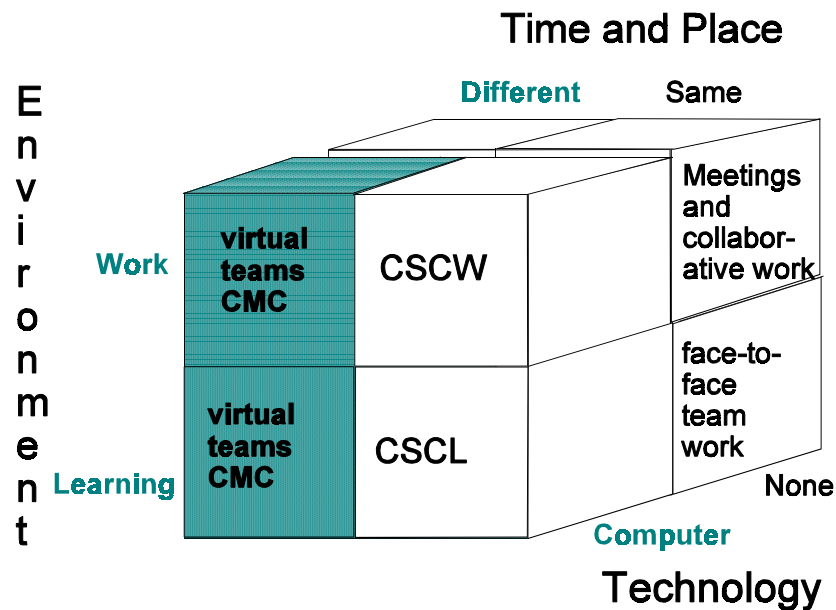 Time and Place
Different
Same
Environment
Work
Learning
virtual
teams
CMC
CSCW
Meetings
and
collabor-
ative work
virtual
teams
CMC
CSCL
face-to-
face
team
work
None
Computer
Technology